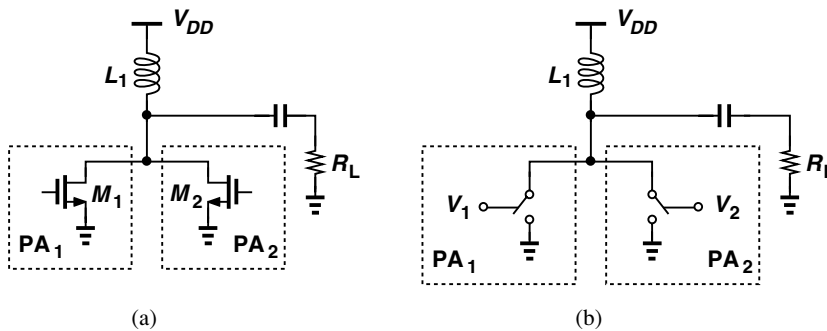 V_DD
L_1
R_L
M_1
M_2
PA_1
PA_2
(a)
V_DD
L_1
R_L
V_1
V_2
PA_1
PA_2
(b)